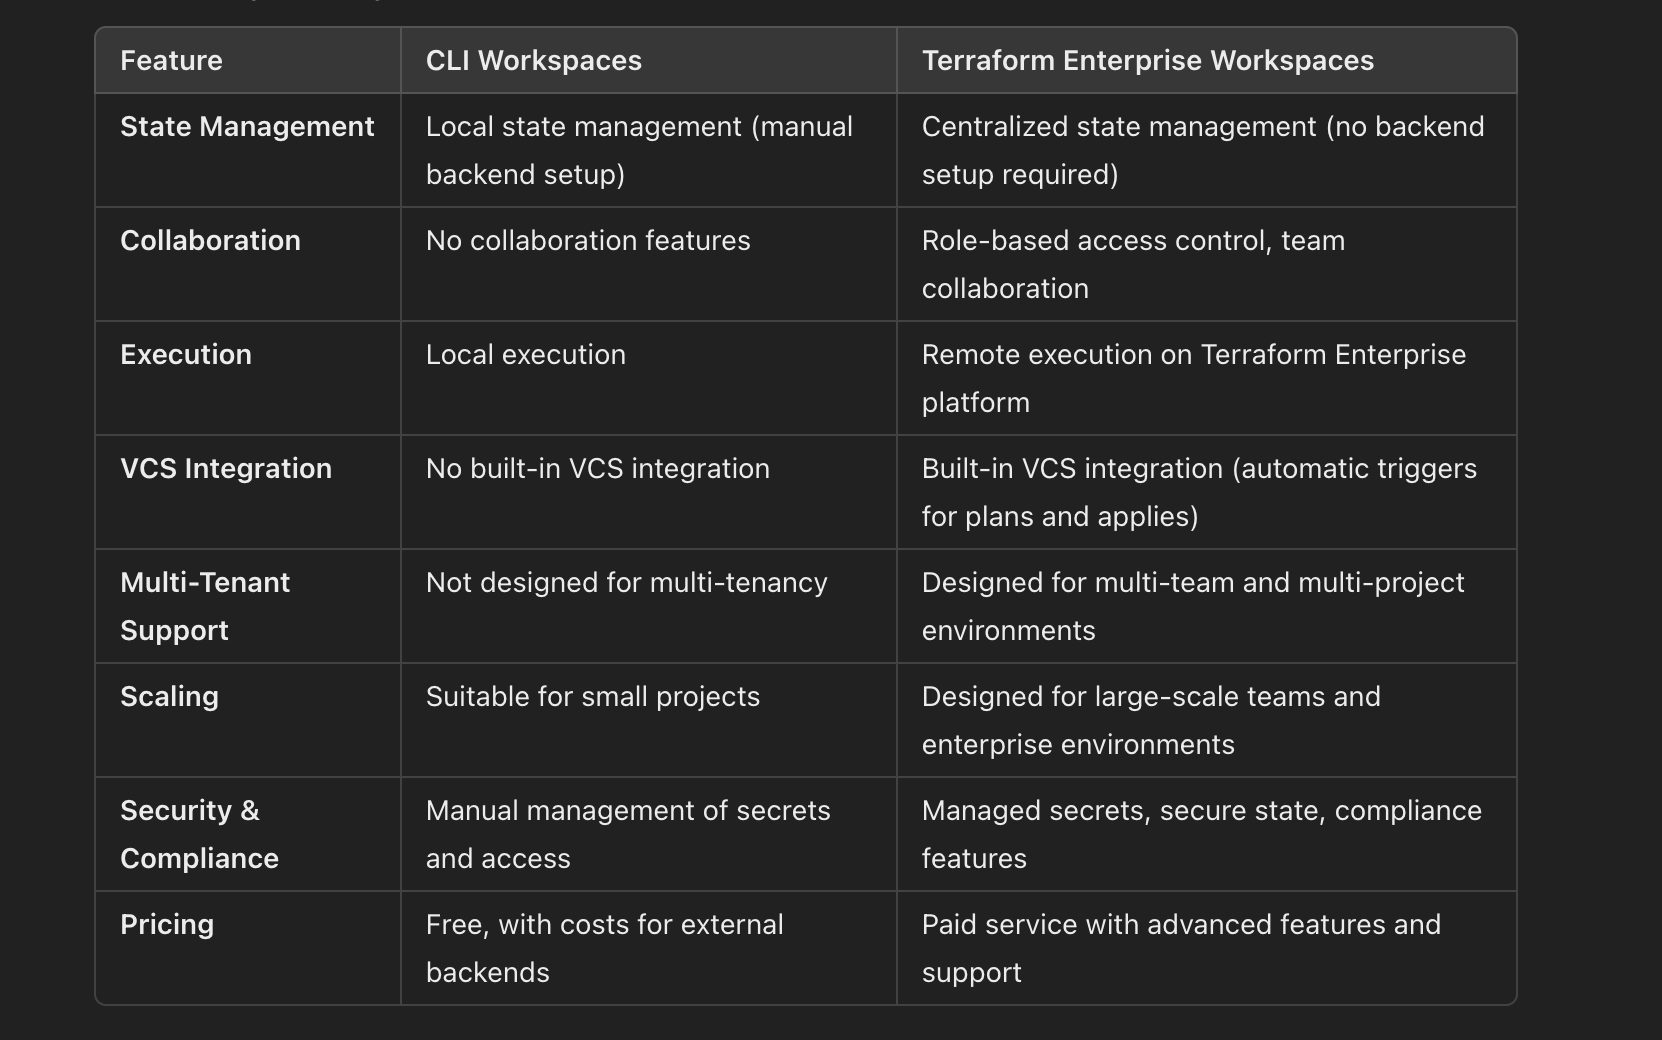 Feature CLI Workspaces Terraform Enterprise Workspaces
State Management Local state management (manual Centralized state management (no backend
backend setup) setup required)
Collaboration No collaboration features Role-based access control, team
collaboration
Execution Local execution Remote execution on Terraform Enterprise
platform
VCS Integration No built-in VCS integration Built-in VCS integration (automatic triggers
for plans and applies)
Multi-Tenant Not designed for multi-tenancy Designed for multi-team and multi-project
Support environments
Scaling Suitable for small projects Designed for large-scale teams and
enterprise environments
Security & Manual management of secrets Managed secrets, secure state, compliance
Compliance and access features
Pricing Free, with costs for external Paid service with advanced features and
backends support